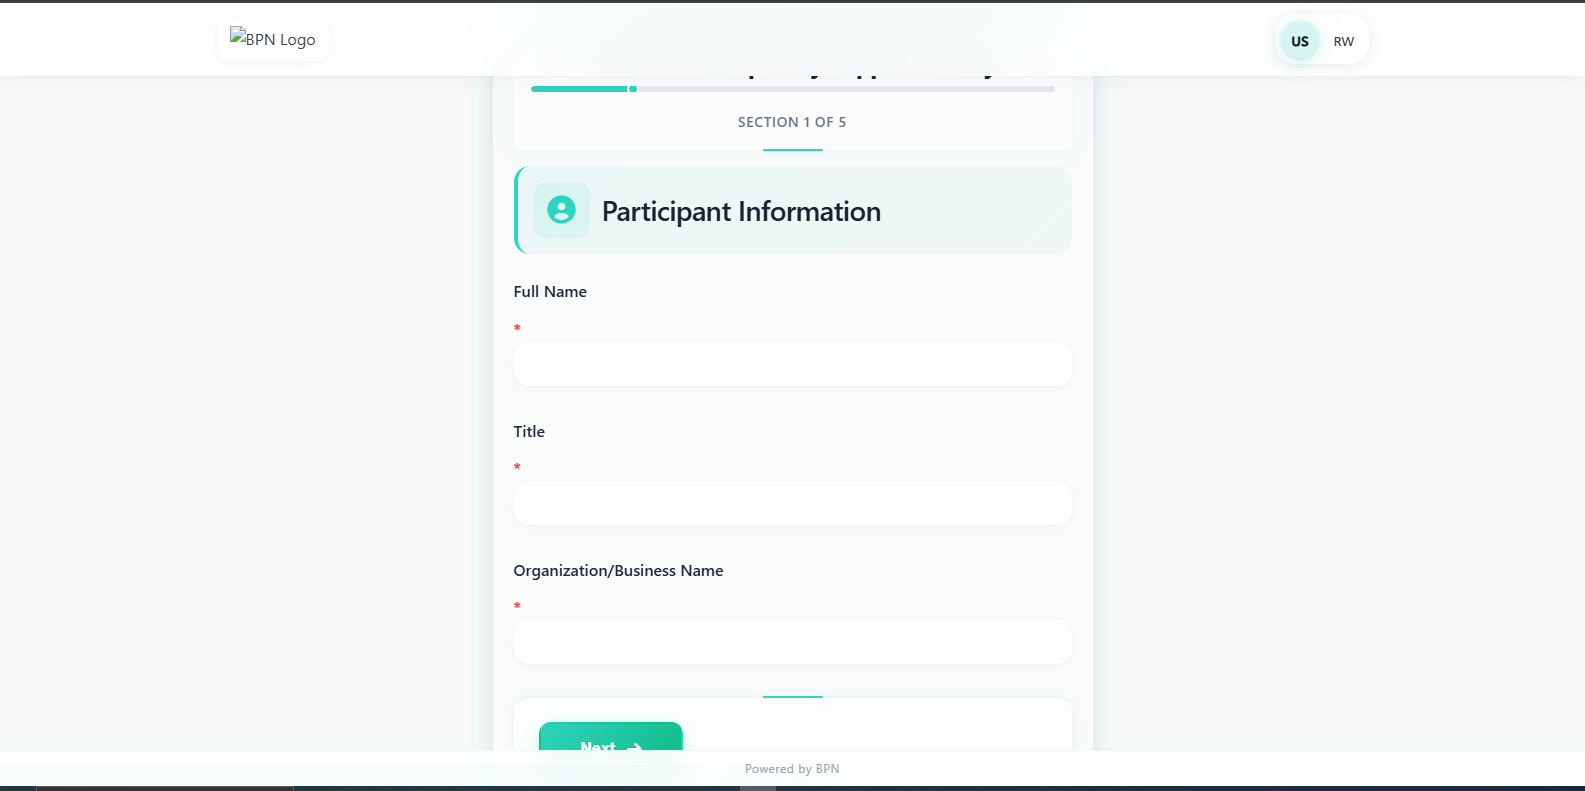 BPN Logo
US RW
SECTION 1 OF 5
Participant Information
Full Name
*
Title
*
Organization/Business Name
*
Next →
Powered by BPN